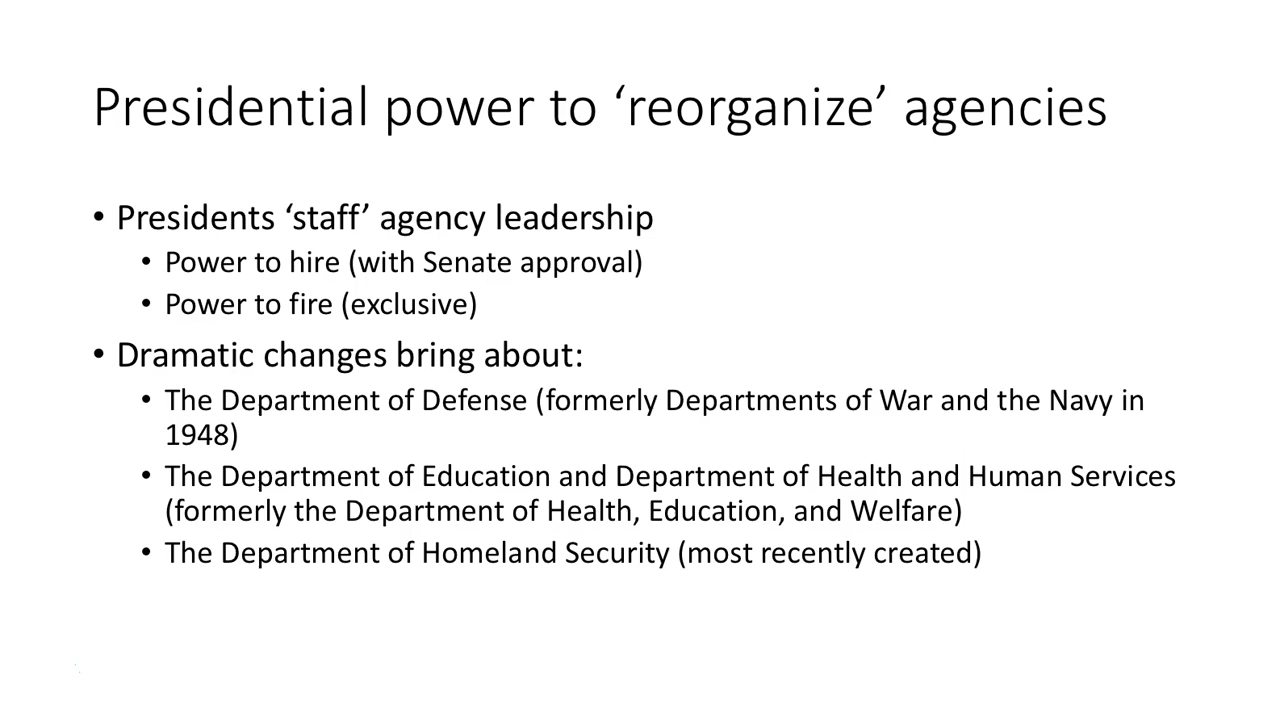 Presidential power to ‘reorganize’ agencies
• Presidents ‘staff’ agency leadership
• Power to hire (with Senate approval)
• Power to fire (exclusive)
• Dramatic changes bring about:
• The Department of Defense (formerly Departments of War and the Navy in
1948)
• The Department of Education and Department of Health and Human Services
(formerly the Department of Health, Education, and Welfare)
• The Department of Homeland Security (most recently created)